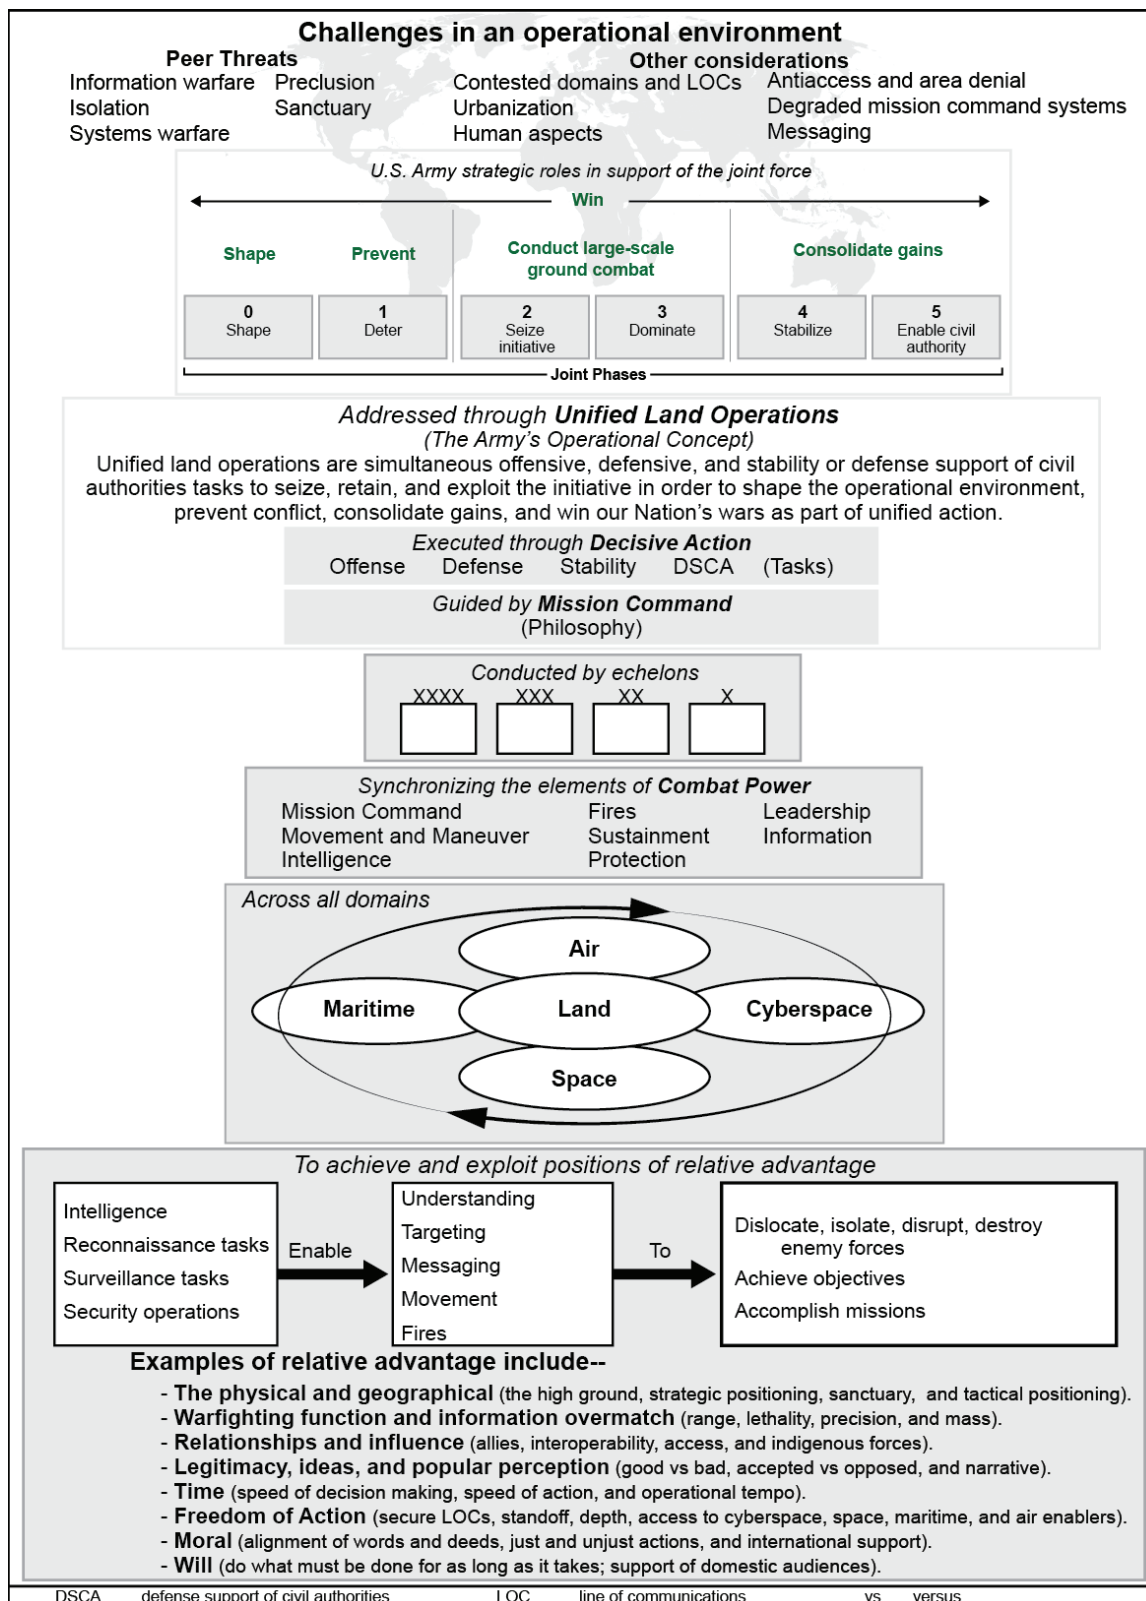 Challenges in an operational environment
Peer Threats
Information warfare Preclusion
Isolation Sanctuary
Systems warfare
Other considerations
Contested domains and LOCs Antiaccess and area denial
Urbanization Degraded mission command systems
Human aspects Messaging
U.S. Army strategic roles in support of the joint force
Win
Shape Prevent Conduct large-scale Consolidate gains
ground combat
0 1 2 3 4 5
Shape Deter Seize Dominate Stabilize Enable civil
initiative authority
Joint Phases
Addressed through Unified Land Operations
(The Army's Operational Concept)
Unified land operations are simultaneous offensive, defensive, and stability or defense support of civil
authorities tasks to seize, retain, and exploit the initiative in order to shape the operational environment,
prevent conflict, consolidate gains, and win our Nation's wars as part of unified action.
Executed through Decisive Action
Offense Defense Stability DSCA (Tasks)
Guided by Mission Command
(Philosophy)
Conducted by echelons
XXXX XXX XX X
Synchronizing the elements of Combat Power
Mission Command Fires Leadership
Movement and Maneuver Sustainment Information
Intelligence Protection
Across all domains
Air
Maritime Land Cyberspace
Space
To achieve and exploit positions of relative advantage
Intelligence
Reconnaissance tasks
Surveillance tasks
Security operations
Enable
Understanding
Targeting
Messaging
Movement
Fires
To
Dislocate, isolate, disrupt, destroy
enemy forces
Achieve objectives
Accomplish missions
Examples of relative advantage include--
- The physical and geographical (the high ground, strategic positioning, sanctuary, and tactical positioning).
- Warfighting function and information overmatch (range, lethality, precision, and mass).
- Relationships and influence (allies, interoperability, access, and indigenous forces).
- Legitimacy, ideas, and popular perception (good vs bad, accepted vs opposed, and narrative).
- Time (speed of decision making, speed of action, and operational tempo).
- Freedom of Action (secure LOCs, standoff, depth, access to cyberspace, space, maritime, and air enablers).
- Moral (alignment of words and deeds, just and unjust actions, and international support).
- Will (do what must be done for as long as it takes; support of domestic audiences).
DSCA defense support of civil authorities LOC line of communications vs versus